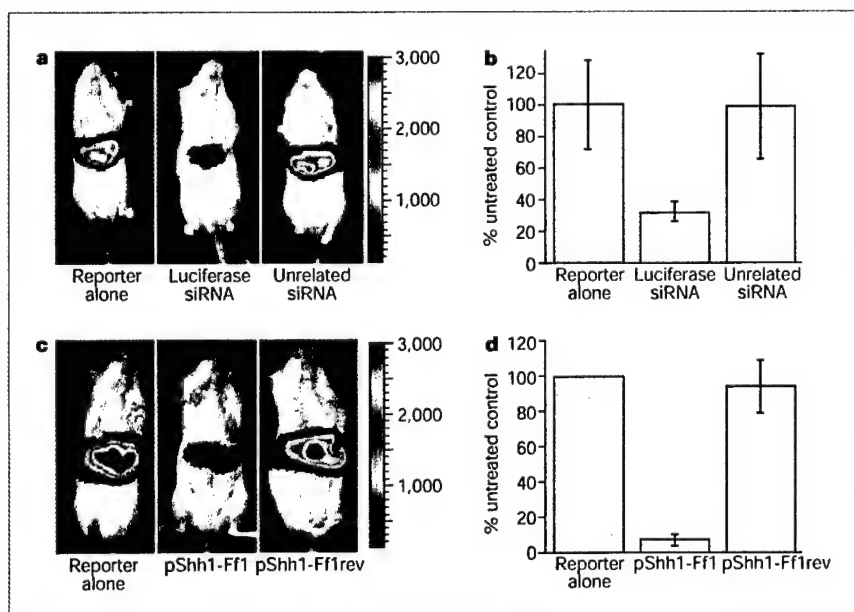 a
3,000
2,000
1,000
Reporter alone
Luciferase siRNA
Unrelated siRNA
b
% untreated control
120
100
80
60
40
20
0
Reporter alone
Luciferase siRNA
Unrelated siRNA
c
3,000
2,000
1,000
Reporter alone
pShh1-Ff1
pShh1-Ff1rev
d
% untreated control
120
100
80
60
40
20
0
Reporter alone
pShh1-Ff1
pShh1-Ff1rev